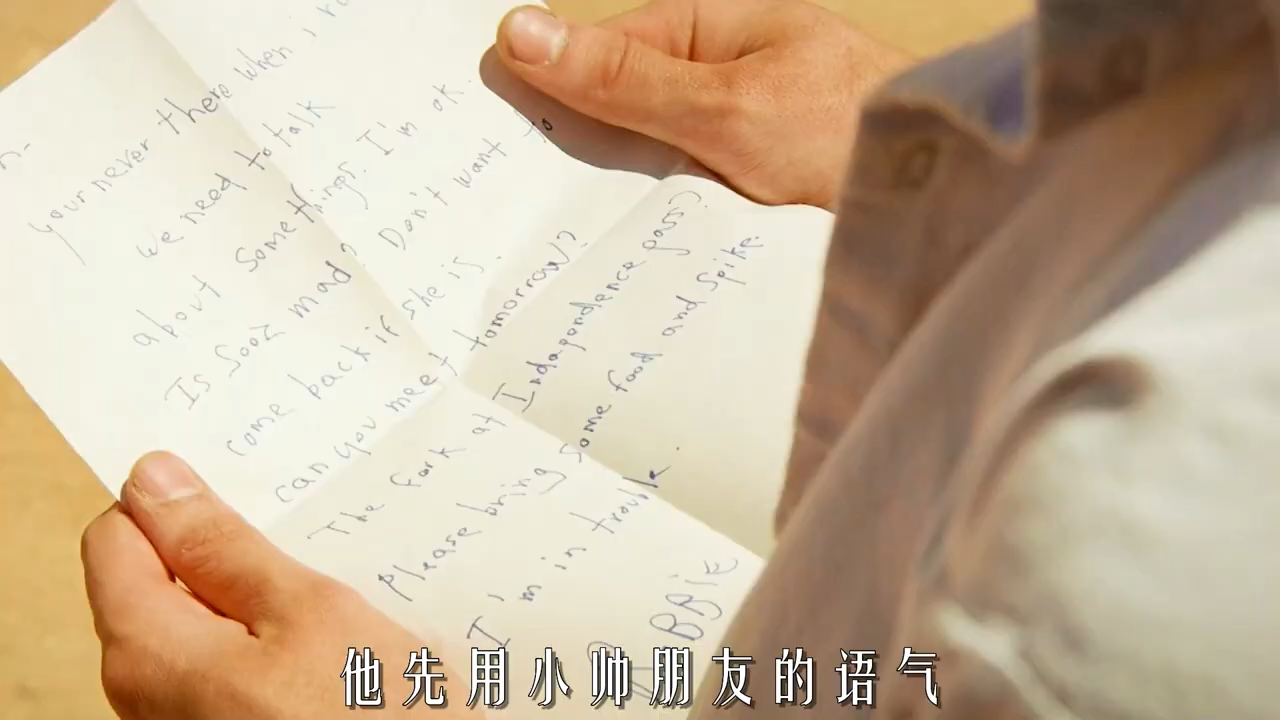 n-
your never there when i
we need to talk
about some things. I'm ok.
Is Sooz mad? Don't want to
come back if she is.
can you meet tomorrow?
The fork at Indapendence pass?
Please bring some food and spike.
I'm in trouble.
BBiE
他先用小帅朋友的语气